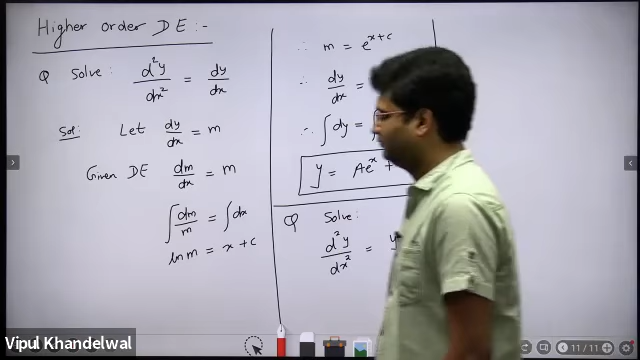 Higher order DE :-
Q Solve: d²y/dx² = dy/dx
Sol: Let dy/dx = m
Given DE dm/dx = m
∫ dm/m = ∫ dx
ln m = x + c
∴ m = e^(x+c)
∴ dy/dx =
∴ ∫ dy = ∫
y = Ae^x +
Q Solve:
d²y/dx² =
11 / 11
Vipul Khandelwal